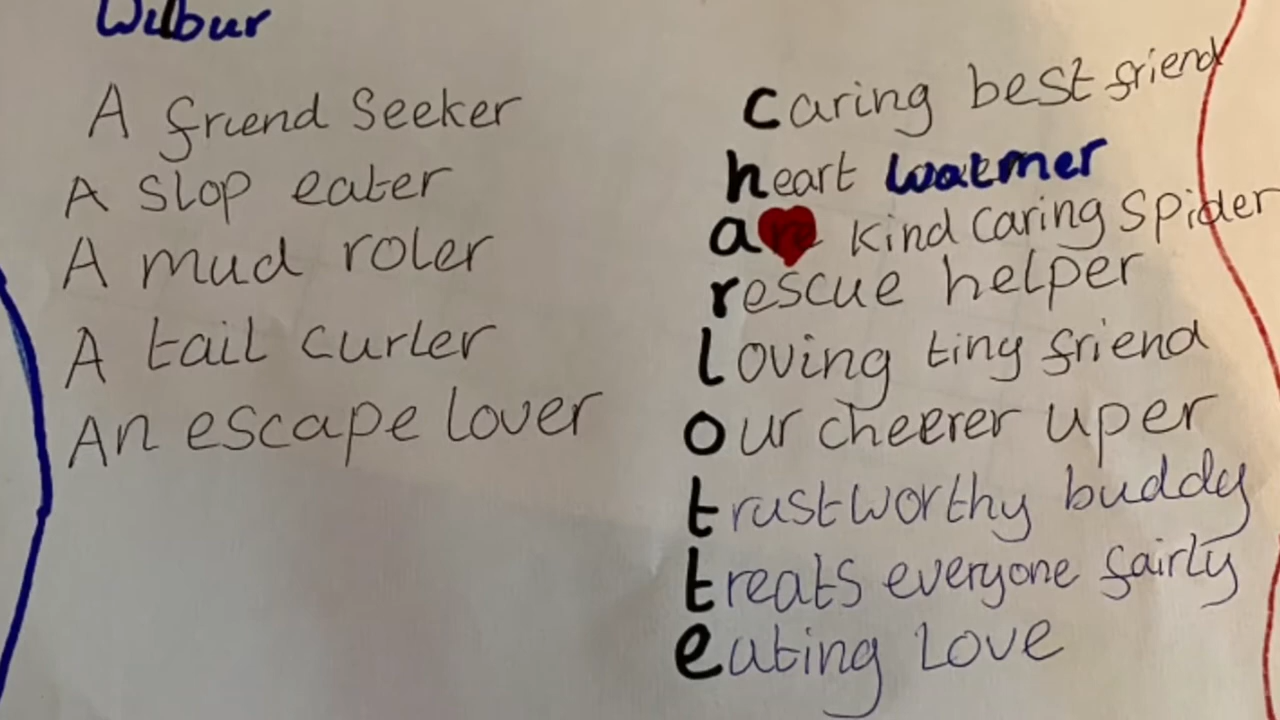 Wilbur
A friend Seeker
A slop eater
A mud roler
A tail curler
An escape lover
caring best friend
heart watmer
a kind caring spider
rescue helper
loving tiny friend
our cheerer uper
trustworthy buddy
treats everyone fairly
eating Love